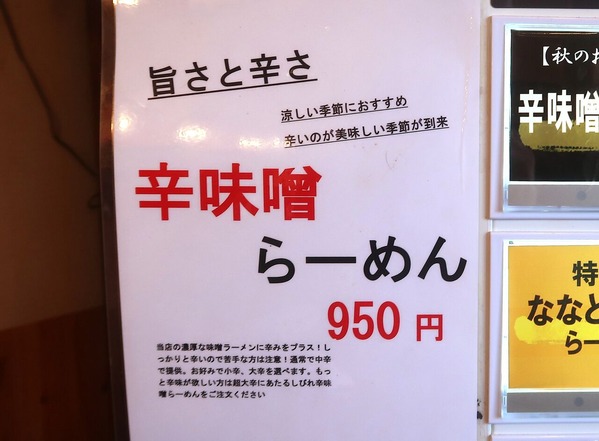 旨さと辛さ
涼しい季節におすすめ
辛いのが美味しい季節が到来
辛味噌
らーめん
950 円
当店の濃厚な味噌ラーメンに辛みをプラス！し
っかりと辛いので苦手な方は注意！通常で中辛
で提供。お好みで小辛、大辛を選べます。もっ
と辛味が欲しい方は超大辛にあたるしびれ辛味
噌らーめんをご注文ください
【秋のお
辛味噌
特
ななと
らー